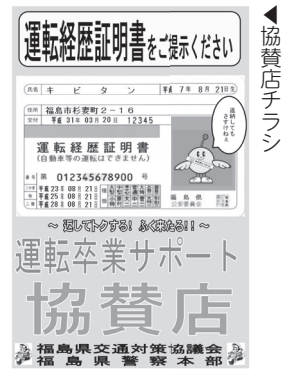 ◀協賛店チラシ
運転経歴証明書をご提示ください
氏名 キビタン 平成 7年 8月 21日生
住所 福島市杉妻町2-16
交付 平成 31年 03月 20日 12345
運転経歴証明書
(自動車等の運転はできません)
番号 第 012345678900 号
平成 23年 08月 21日
平成 25年 08月 21日
平成 28年 08月 21日
返納しても
さすけねぇ
福島県
公安委員会
~ 返してトクする! ふく来たる!! ~
運転卒業サポート
協賛店
福島県交通対策協議会
福島県警察本部